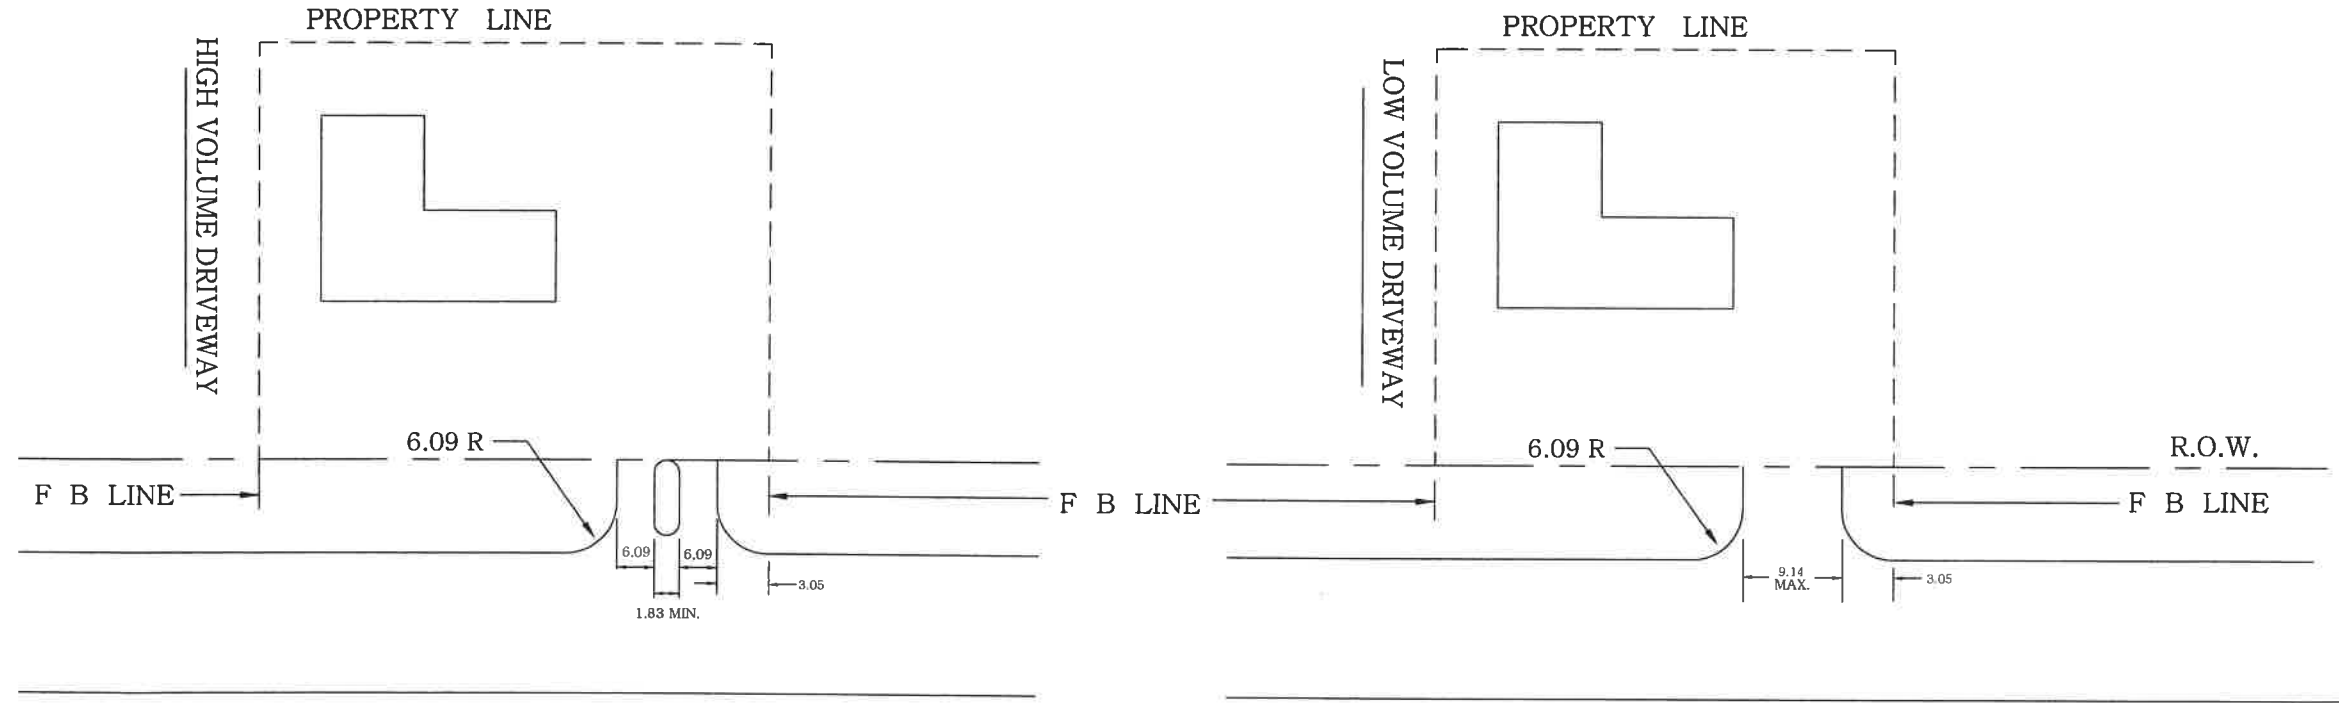 PROPERTY LINE
HIGH VOLUME DRIVEWAY
6.09 R
F B LINE
6.09
6.09
3.05
1.83 MIN.
F B LINE
PROPERTY LINE
LOW VOLUME DRIVEWAY
6.09 R
R.O.W.
F B LINE
9.14
MAX.
3.05